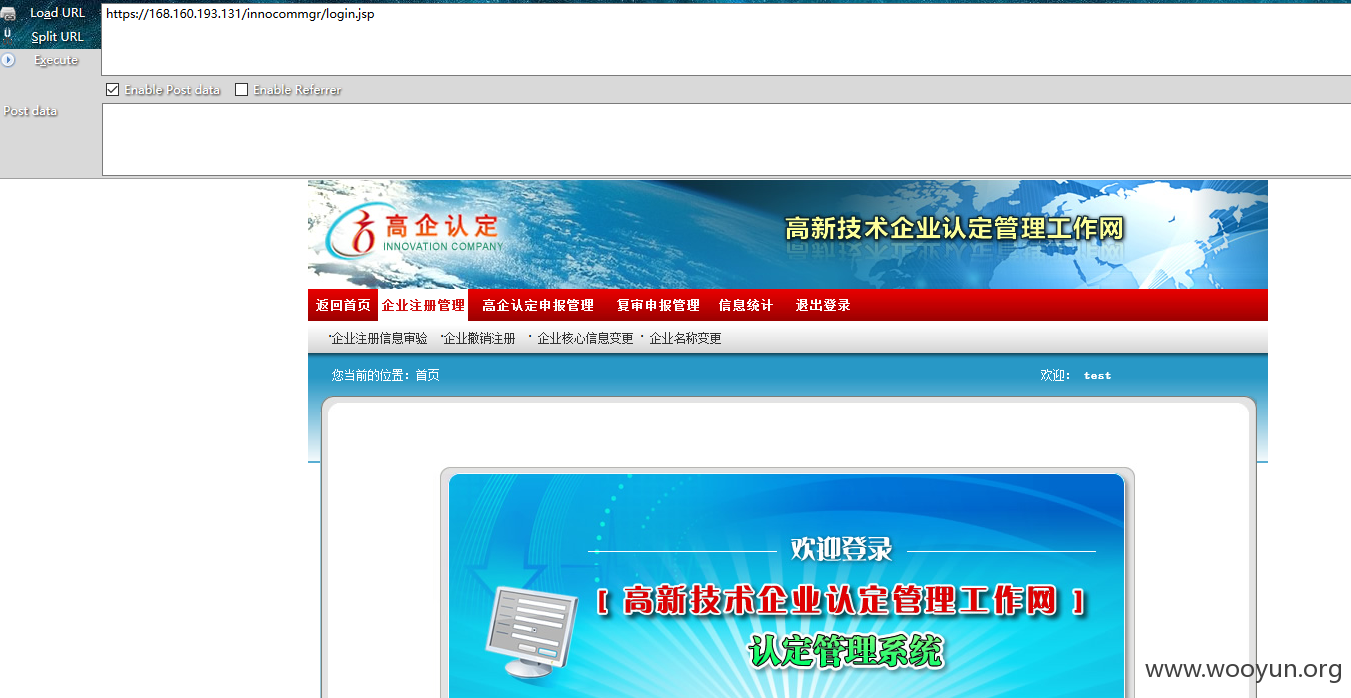 Load URL
https://168.160.193.131/innocommgr/login.jsp
Split URL
Execute
Enable Post data Enable Referrer
Post data
高企认定
INNOVATION COMPANY
高新技术企业认定管理工作网
返回首页 企业注册管理 高企认定申报管理 复审申报管理 信息统计 退出登录
·企业注册信息审验 ·企业撤销注册 ·企业核心信息变更 ·企业名称变更
您当前的位置：首页
欢迎： test
欢迎登录
[ 高新技术企业认定管理工作网 ]
认定管理系统
www.wooyun.org